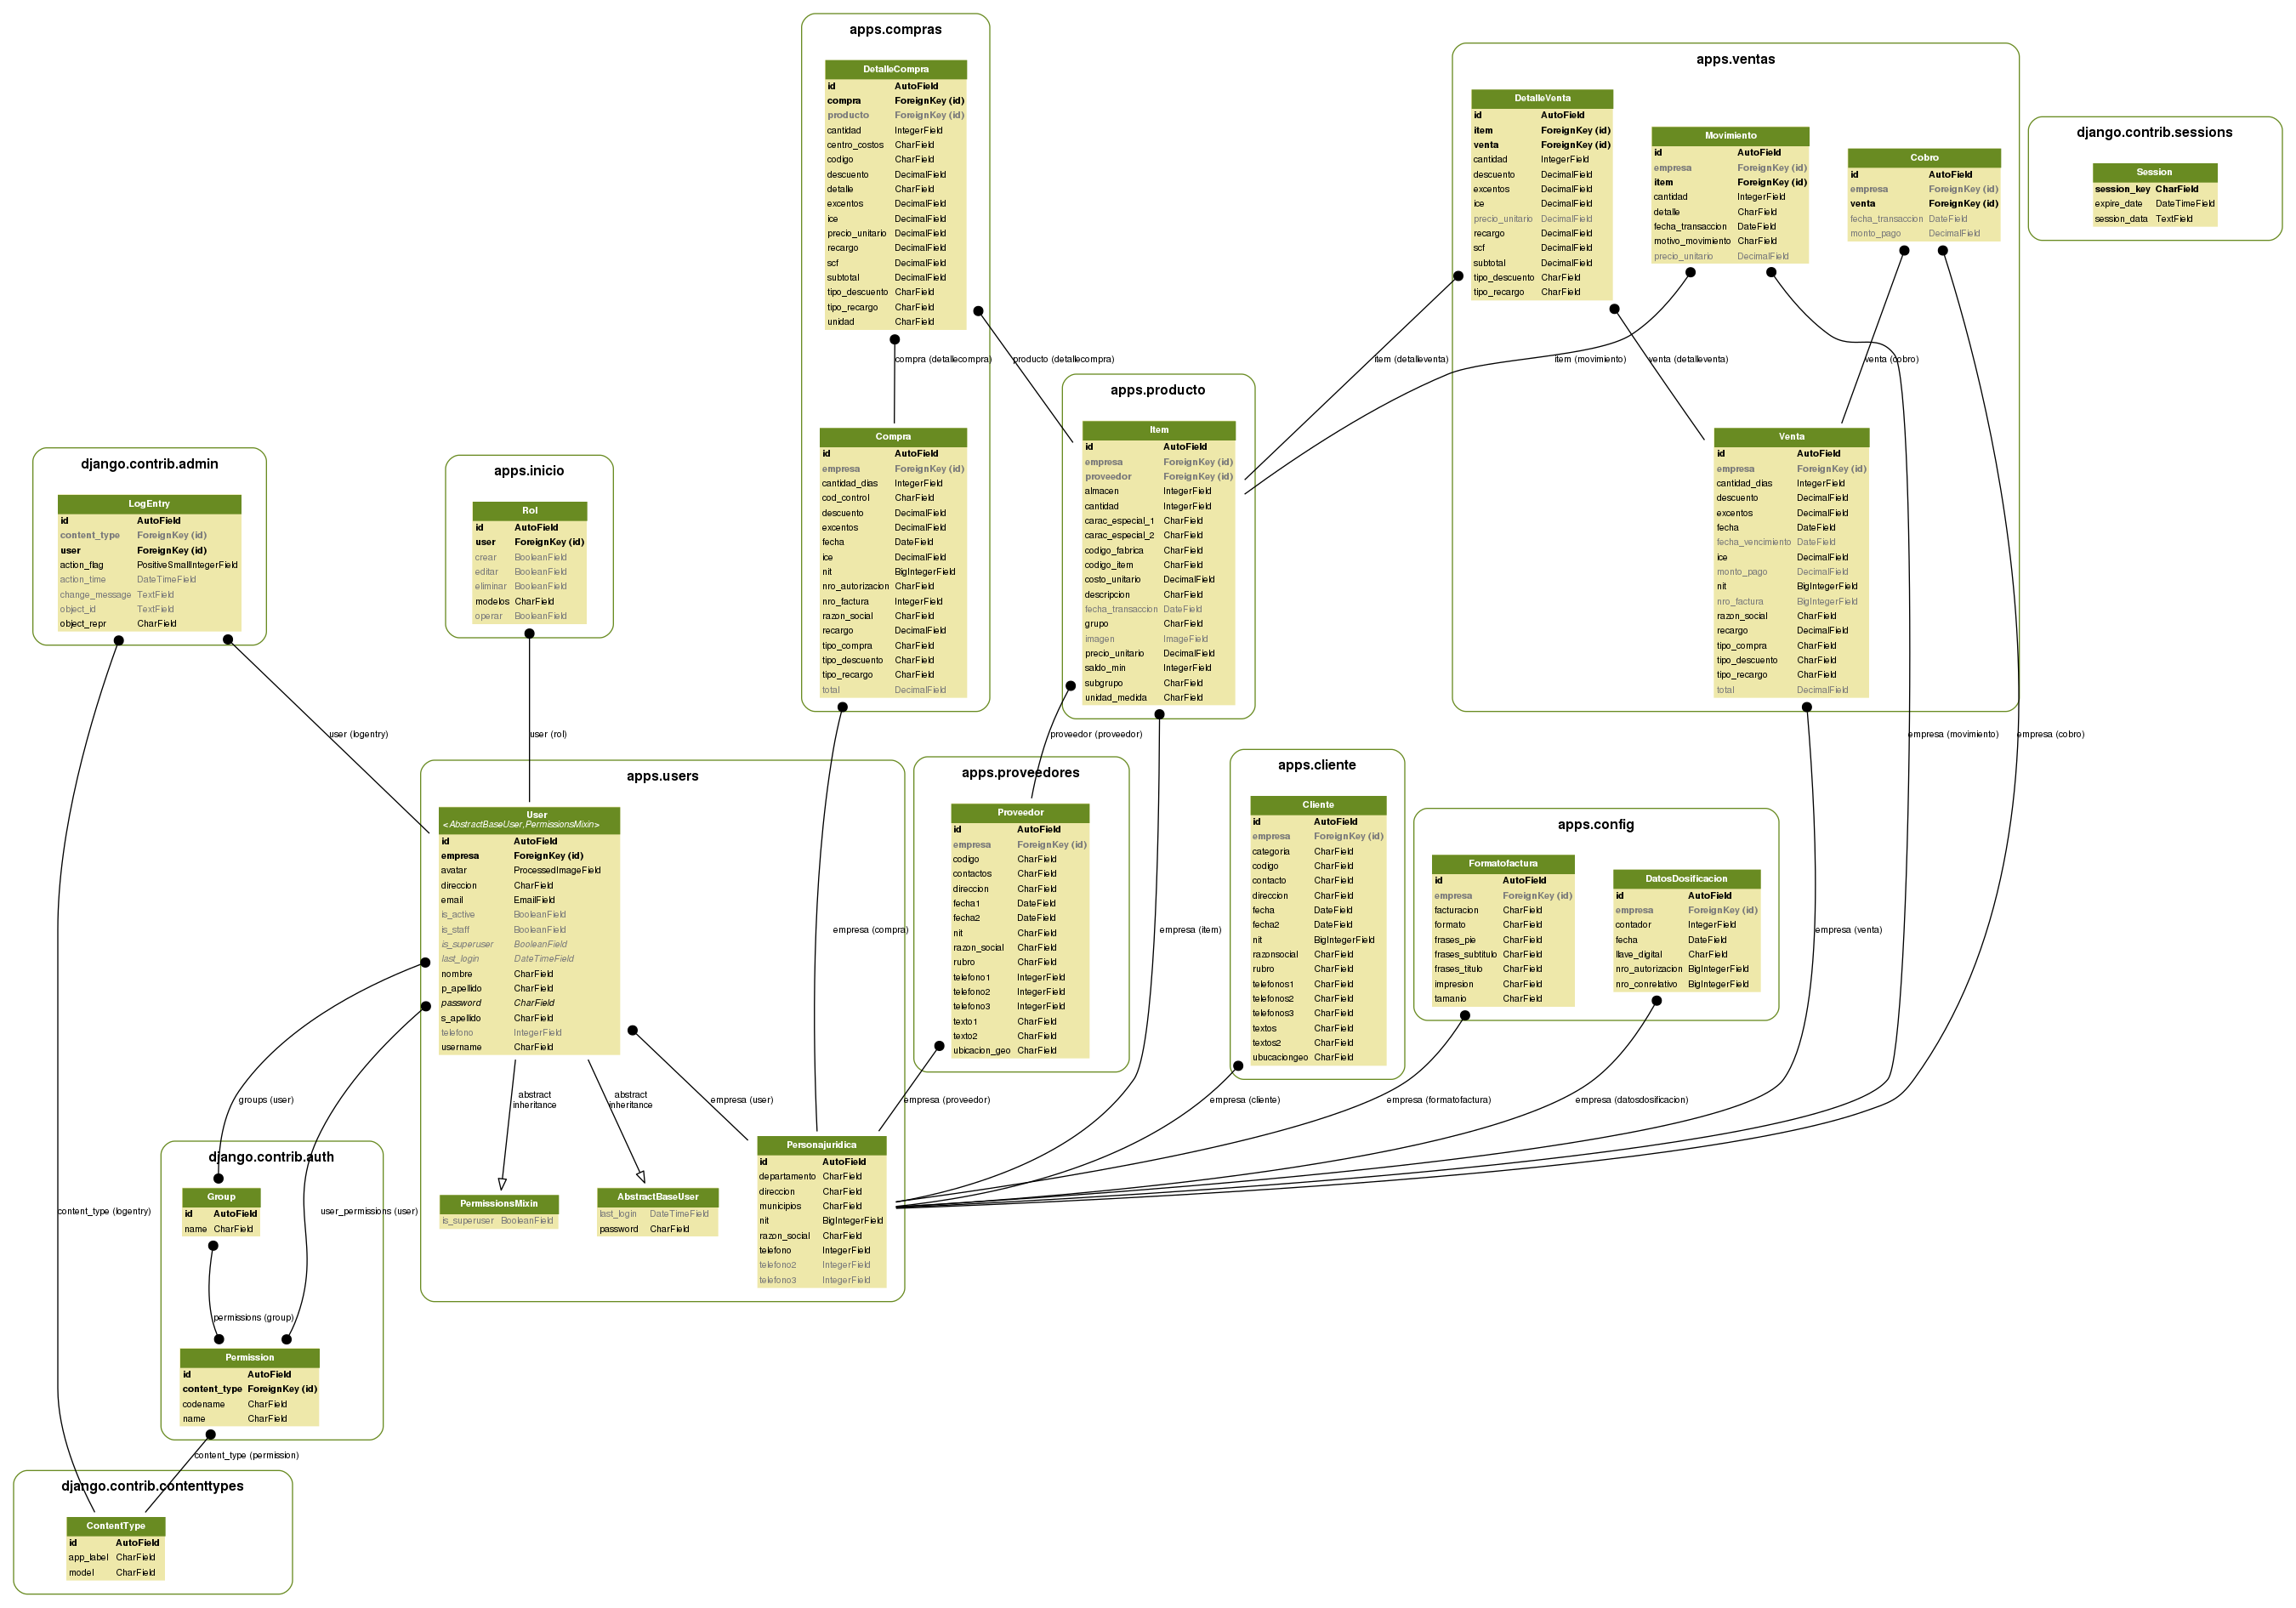 apps.compras
DetalleCompra
id AutoField
compra ForeignKey (id)
producto ForeignKey (id)
cantidad IntegerField
centro_costos CharField
codigo CharField
descuento DecimalField
detalle CharField
excentos DecimalField
ice DecimalField
precio_unitario DecimalField
recargo DecimalField
scf DecimalField
subtotal DecimalField
tipo_descuento CharField
tipo_recargo CharField
unidad CharField
compra (detallecompra)
producto (detallecompra)
Compra
id AutoField
empresa ForeignKey (id)
cantidad_dias IntegerField
cod_control CharField
descuento DecimalField
excentos DecimalField
fecha DateField
ice DecimalField
nit BigIntegerField
nro_autorizacion CharField
nro_factura IntegerField
razon_social CharField
recargo DecimalField
tipo_compra CharField
tipo_descuento CharField
tipo_recargo CharField
total DecimalField
apps.ventas
DetalleVenta
id AutoField
item ForeignKey (id)
venta ForeignKey (id)
cantidad IntegerField
descuento DecimalField
excentos DecimalField
ice DecimalField
precio_unitario DecimalField
recargo DecimalField
scf DecimalField
subtotal DecimalField
tipo_descuento CharField
tipo_recargo CharField
Movimiento
id AutoField
empresa ForeignKey (id)
item ForeignKey (id)
cantidad IntegerField
detalle CharField
fecha_transaccion DateField
motivo_movimiento CharField
precio_unitario DecimalField
Cobro
id AutoField
empresa ForeignKey (id)
venta ForeignKey (id)
fecha_transaccion DateField
monto_pago DecimalField
item (detalleventa)
item (movimiento)
venta (detalleventa)
venta (cobro)
Venta
id AutoField
empresa ForeignKey (id)
cantidad_dias IntegerField
descuento DecimalField
excentos DecimalField
fecha DateField
fecha_vencimiento DateField
ice DecimalField
monto_pago DecimalField
nit BigIntegerField
nro_factura BigIntegerField
razon_social CharField
recargo DecimalField
tipo_compra CharField
tipo_descuento CharField
tipo_recargo CharField
total DecimalField
django.contrib.sessions
Session
session_key CharField
expire_date DateTimeField
session_data TextField
apps.producto
Item
id AutoField
empresa ForeignKey (id)
proveedor ForeignKey (id)
almacen IntegerField
cantidad IntegerField
carac_especial_1 CharField
carac_especial_2 CharField
codigo_fabrica CharField
codigo_item CharField
costo_unitario DecimalField
descripcion CharField
fecha_transaccion DateField
grupo CharField
imagen ImageField
precio_unitario DecimalField
saldo_min IntegerField
subgrupo CharField
unidad_medida CharField
django.contrib.admin
LogEntry
id AutoField
content_type ForeignKey (id)
user ForeignKey (id)
action_flag PositiveSmallIntegerField
action_time DateTimeField
change_message TextField
object_id TextField
object_repr CharField
apps.inicio
Rol
id AutoField
user ForeignKey (id)
crear BooleanField
editar BooleanField
eliminar BooleanField
modelos CharField
operar BooleanField
user (logentry)
user (rol)
proveedor (proveedor)
empresa (movimiento)
empresa (cobro)
apps.users
User
<AbstractBaseUser,PermissionsMixin>
id AutoField
empresa ForeignKey (id)
avatar ProcessedImageField
direccion CharField
email EmailField
is_active BooleanField
is_staff BooleanField
is_superuser BooleanField
last_login DateTimeField
nombre CharField
p_apellido CharField
password CharField
s_apellido CharField
telefono IntegerField
username CharField
apps.proveedores
Proveedor
id AutoField
empresa ForeignKey (id)
codigo CharField
contactos CharField
direccion CharField
fecha1 DateField
fecha2 DateField
nit CharField
razon_social CharField
rubro CharField
telefono1 IntegerField
telefono2 IntegerField
telefono3 IntegerField
texto1 CharField
texto2 CharField
ubicacion_geo CharField
apps.cliente
Cliente
id AutoField
empresa ForeignKey (id)
categoria CharField
codigo CharField
contacto CharField
direccion CharField
fecha DateField
fecha2 DateField
nit BigIntegerField
razonsocial CharField
rubro CharField
telefonos1 CharField
telefonos2 CharField
telefonos3 CharField
textos CharField
textos2 CharField
ubucaciongeo CharField
apps.config
Formatofactura
id AutoField
empresa ForeignKey (id)
facturacion CharField
formato CharField
frases_pie CharField
frases_subtitulo CharField
frases_titulo CharField
impresion CharField
tamanio CharField
DatosDosificacion
id AutoField
empresa ForeignKey (id)
contador IntegerField
fecha DateField
llave_digital CharField
nro_autorizacion BigIntegerField
nro_conrelativo BigIntegerField
empresa (compra)
empresa (item)
empresa (venta)
groups (user)
abstract
inheritance
abstract
inheritance
empresa (user)
empresa (proveedor)
empresa (cliente)
empresa (formatofactura)
empresa (datosdosificacion)
PermissionsMixin
is_superuser BooleanField
AbstractBaseUser
last_login DateTimeField
password CharField
Personajuridica
id AutoField
departamento CharField
direccion CharField
municipios CharField
nit BigIntegerField
razon_social CharField
telefono IntegerField
telefono2 IntegerField
telefono3 IntegerField
django.contrib.auth
Group
id AutoField
name CharField
content_type (logentry)
user_permissions (user)
permissions (group)
Permission
id AutoField
content_type ForeignKey (id)
codename CharField
name CharField
content_type (permission)
django.contrib.contenttypes
ContentType
id AutoField
app_label CharField
model CharField